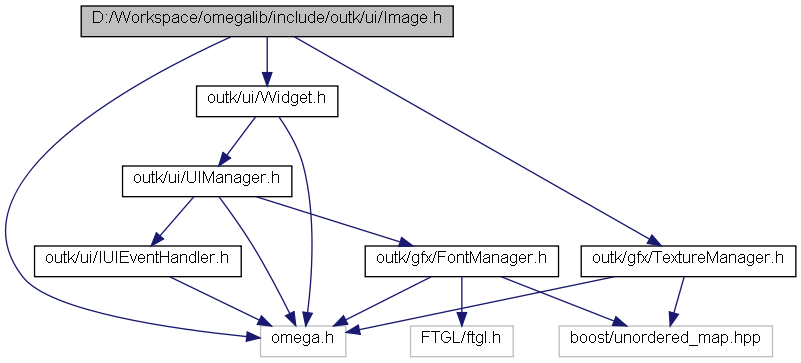 D:/Workspace/omegalib/include/outk/ui/Image.h
outk/ui/Widget.h
outk/ui/UIManager.h
outk/ui/IUIEventHandler.h
outk/gfx/FontManager.h
outk/gfx/TextureManager.h
omega.h
FTGL/ftgl.h
boost/unordered_map.hpp